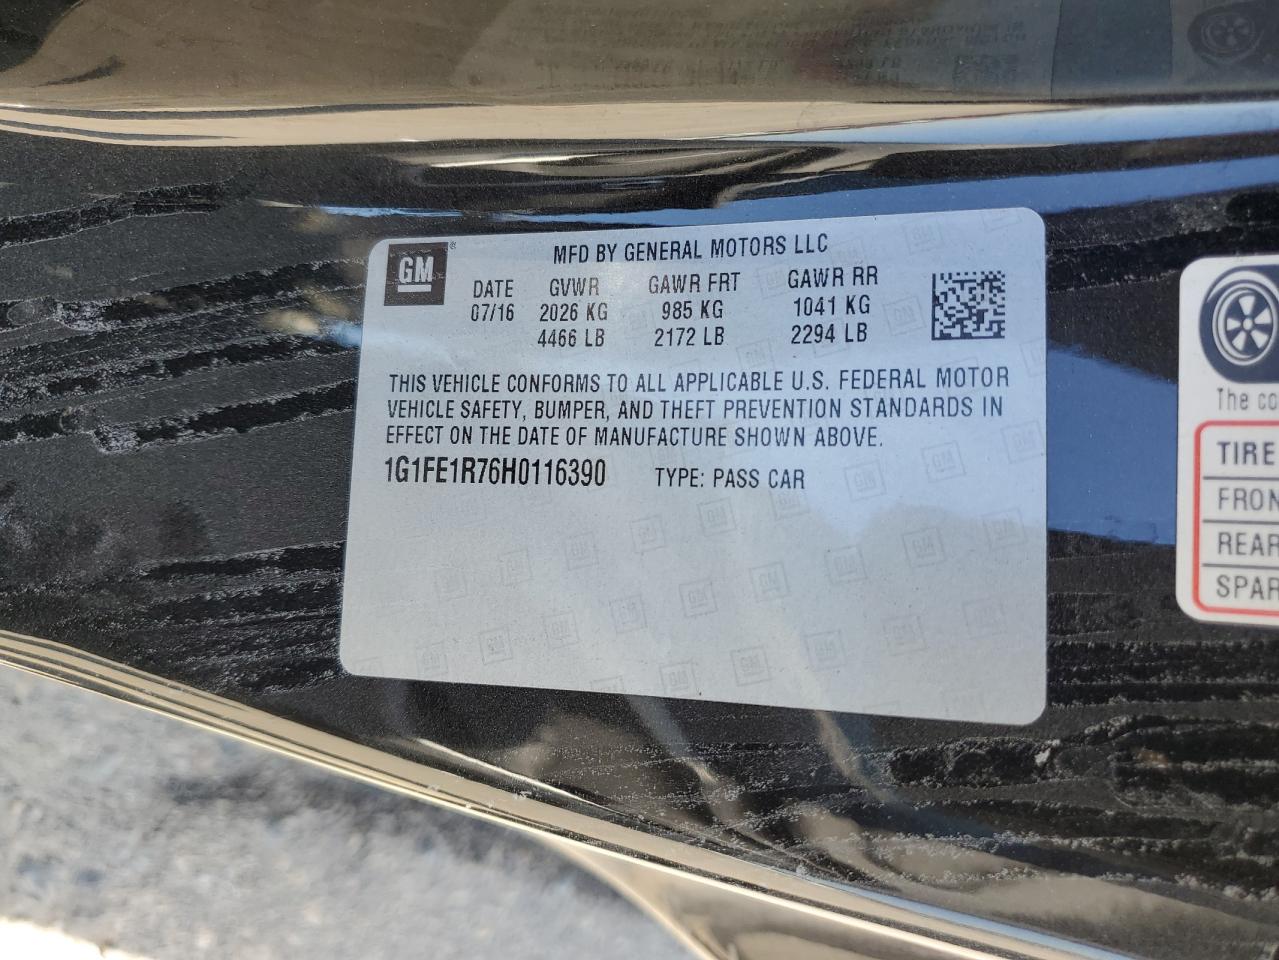 GM
MFD BY GENERAL MOTORS LLC
DATE GVWR GAWR FRT GAWR RR
07/16 2026 KG 985 KG 1041 KG
4466 LB 2172 LB 2294 LB
THIS VEHICLE CONFORMS TO ALL APPLICABLE U.S. FEDERAL MOTOR
VEHICLE SAFETY, BUMPER, AND THEFT PREVENTION STANDARDS IN
EFFECT ON THE DATE OF MANUFACTURE SHOWN ABOVE.
1G1FE1R76H0116390 TYPE: PASS CAR
The co
TIRE
FRON
REAR
SPAR